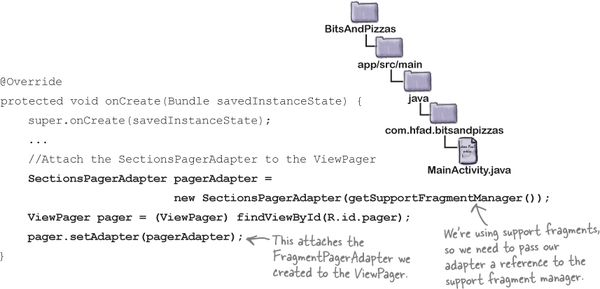 BitsAndPizzas
app/src/main
java
com.hfad.bitsandpizzas
MainActivity.java
@Override
protected void onCreate(Bundle savedInstanceState) {
super.onCreate(savedInstanceState);
...
//Attach the SectionsPagerAdapter to the ViewPager
SectionsPagerAdapter pagerAdapter =
new SectionsPagerAdapter(getSupportFragmentManager());
ViewPager pager = (ViewPager) findViewById(R.id.pager);
pager.setAdapter(pagerAdapter);
}
This attaches the
FragmentPagerAdapter we
created to the ViewPager.
We're using support fragments,
so we need to pass our
adapter a reference to the
support fragment manager.